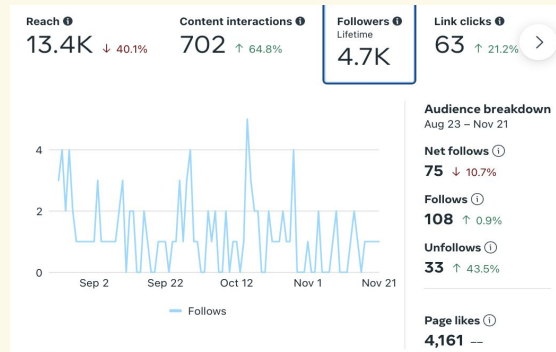 Reach
13.4K ↓ 40.1%
Content interactions
702 ↑ 64.8%
Followers
Lifetime
4.7K
Link clicks
63 ↑ 21.2%
4
2
0
Sep 2 Sep 22 Oct 12 Nov 1 Nov 21
Follows
Audience breakdown
Aug 23 – Nov 21
Net follows
75 ↓ 10.7%
Follows
108 ↑ 0.9%
Unfollows
33 ↑ 43.5%
Page likes
4,161 --